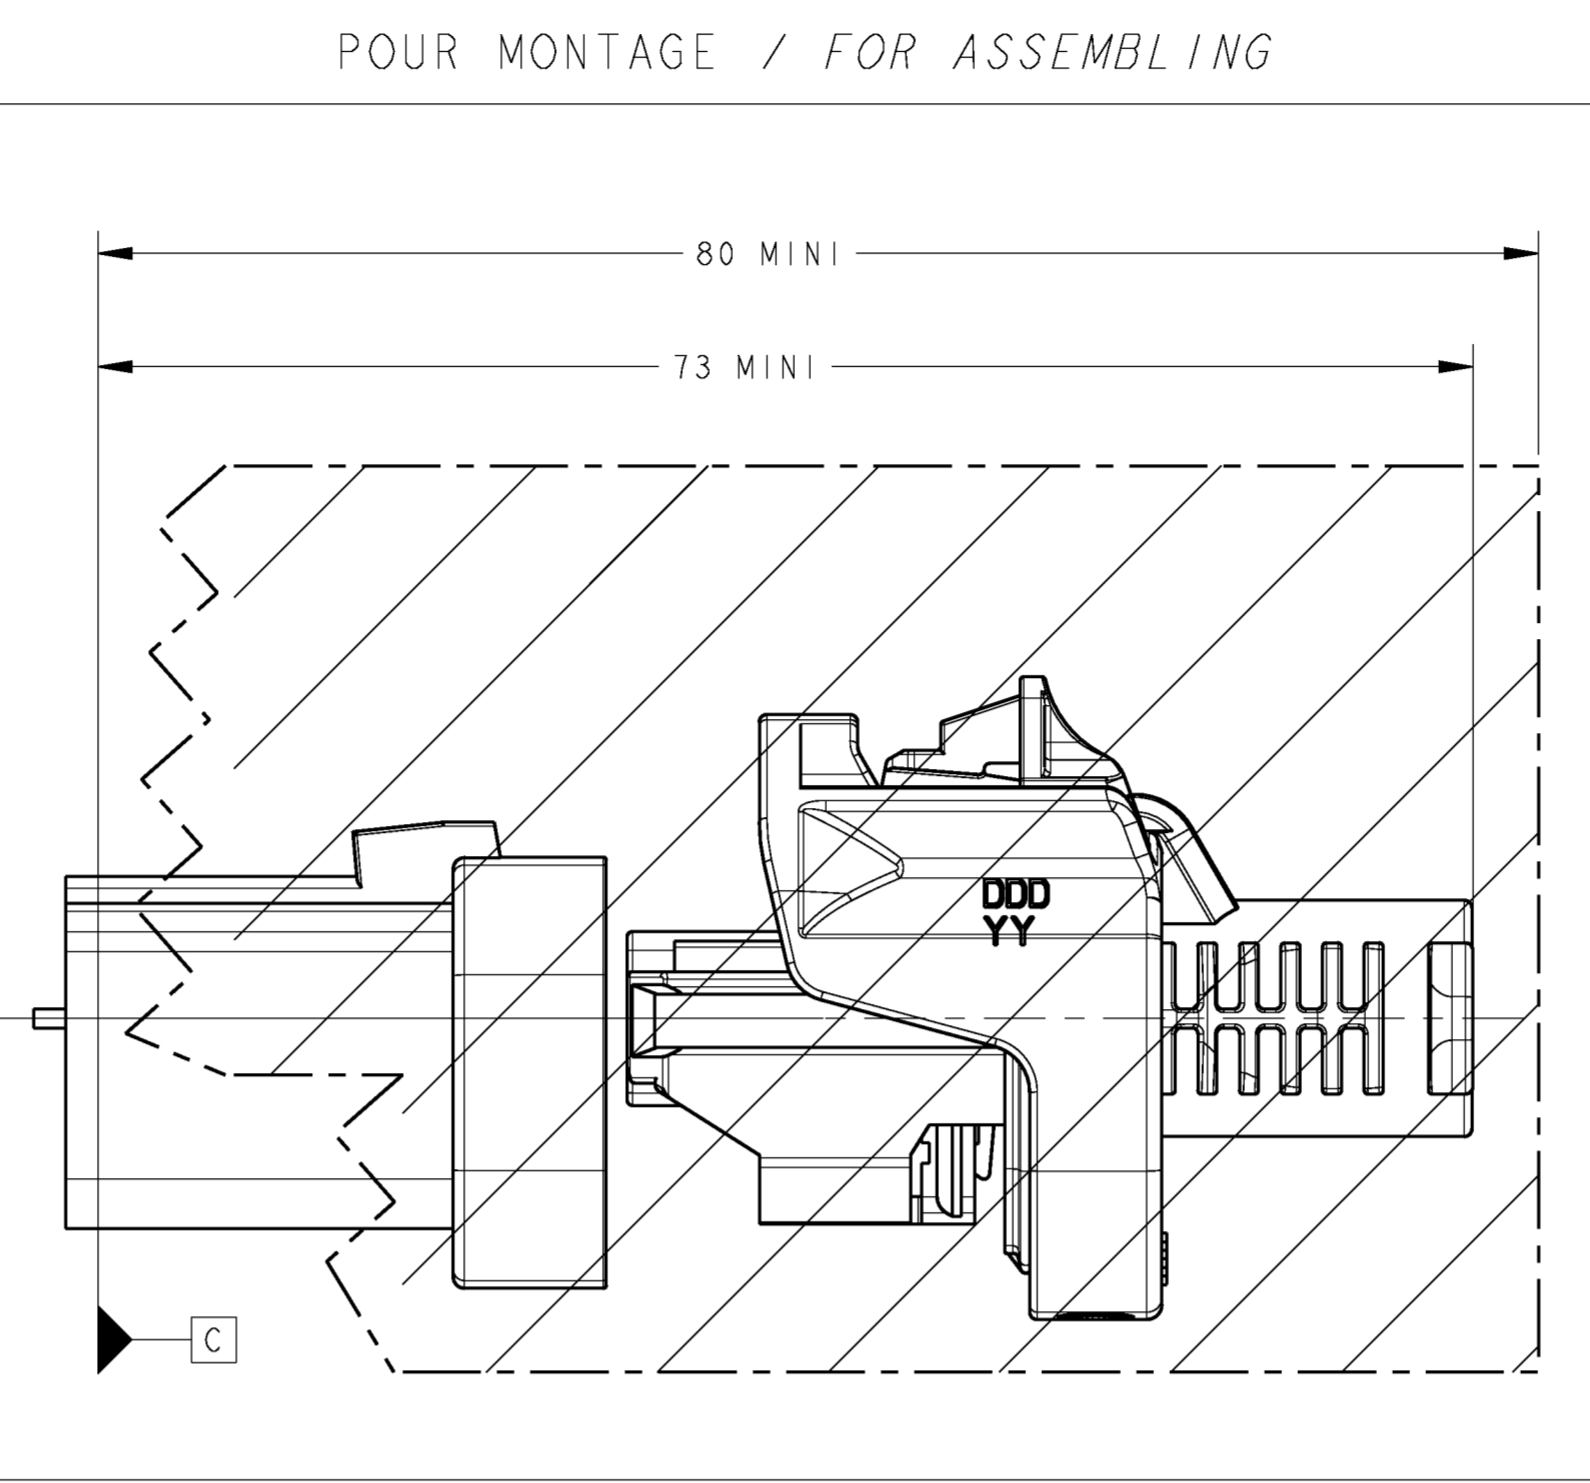 POUR MONTAGE / FOR ASSEMBLING
80 MINI
73 MINI
DDD
YY
C